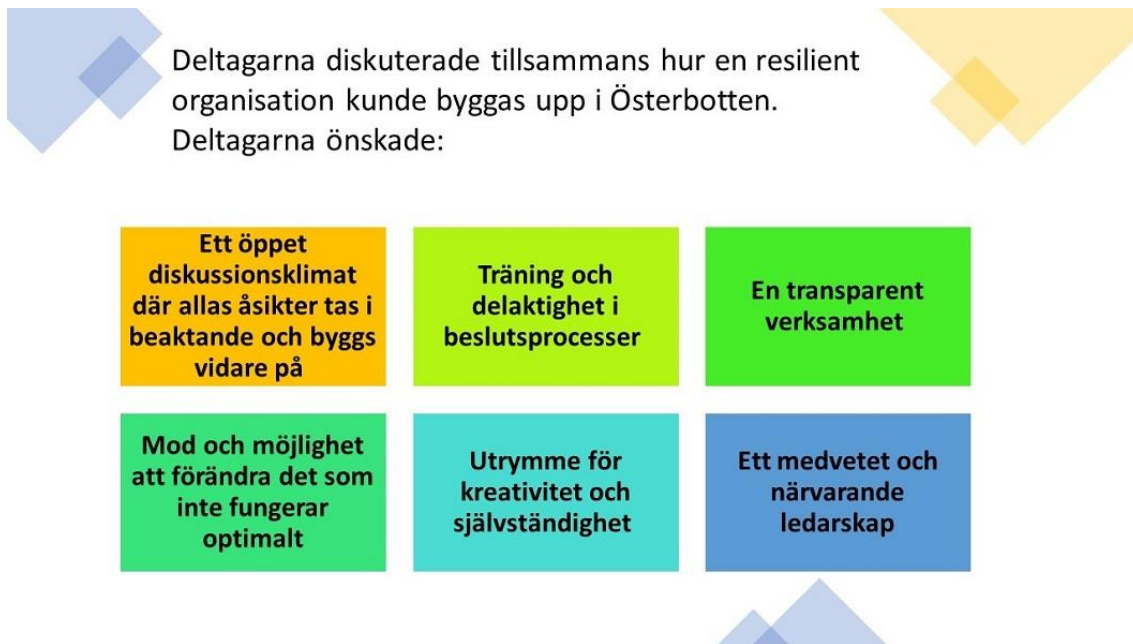 Deltagarna diskuterade tillsammans hur en resilient
organisation kunde byggas upp i Österbotten.
Deltagarna önskade:
Ett öppet
diskussionsklimat
där allas åsikter tas i
beaktande och byggs
vidare på
Träning och
delaktighet i
beslutsprocesser
En transparent
verksamhet
Mod och möjlighet
att förändra det som
inte fungerar
optimalt
Utrymme för
kreativitet och
självständighet
Ett medvetet och
närvarande
ledarskap